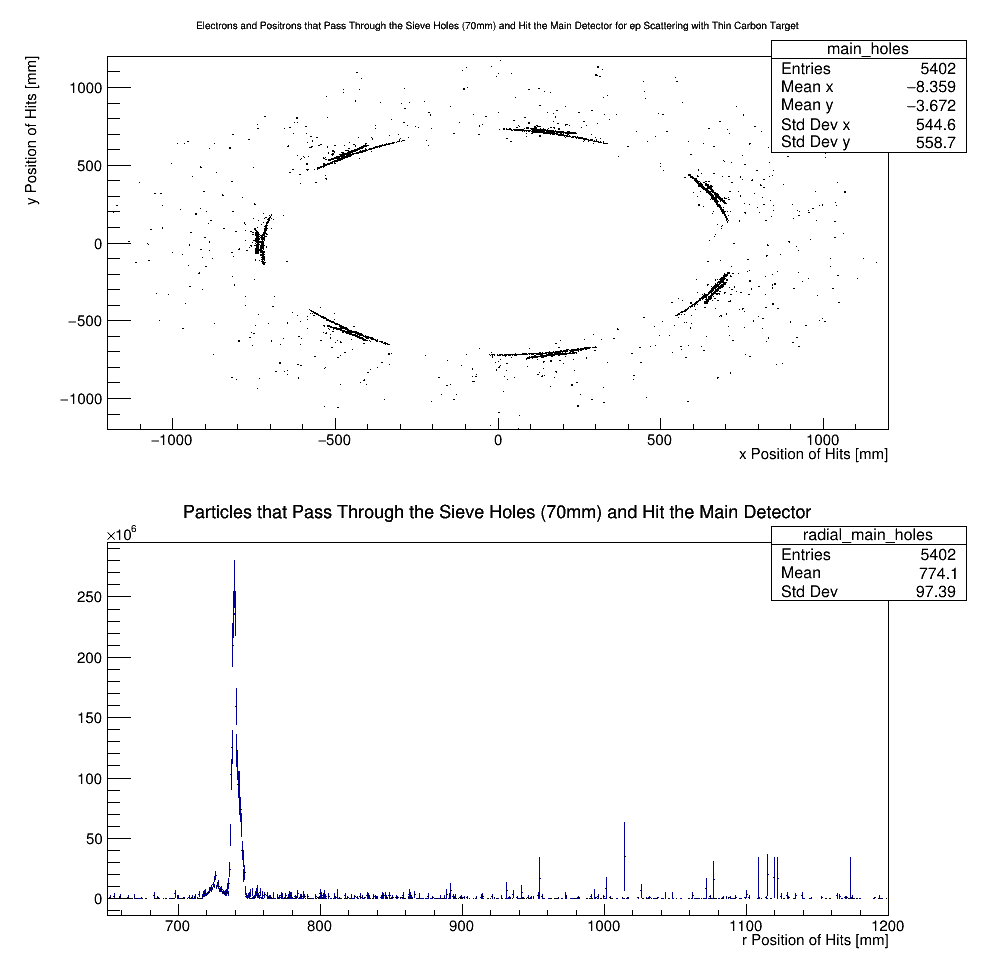 Electrons and Positrons that Pass Through the Sieve Holes (70mm) and Hit the Main Detector for ep Scattering with Thin Carbon Target
main_holes
Entries 5402
Mean x −8.359
Mean y −3.672
Std Dev x 544.6
Std Dev y 558.7
y Position of Hits [mm]
1000
500
0
−500
−1000
−1000 −500 0 500 1000
x Position of Hits [mm]
Particles that Pass Through the Sieve Holes (70mm) and Hit the Main Detector
radial_main_holes
Entries 5402
Mean 774.1
Std Dev 97.39
×10⁶
250
200
150
100
50
0
700 800 900 1000 1100 1200
r Position of Hits [mm]